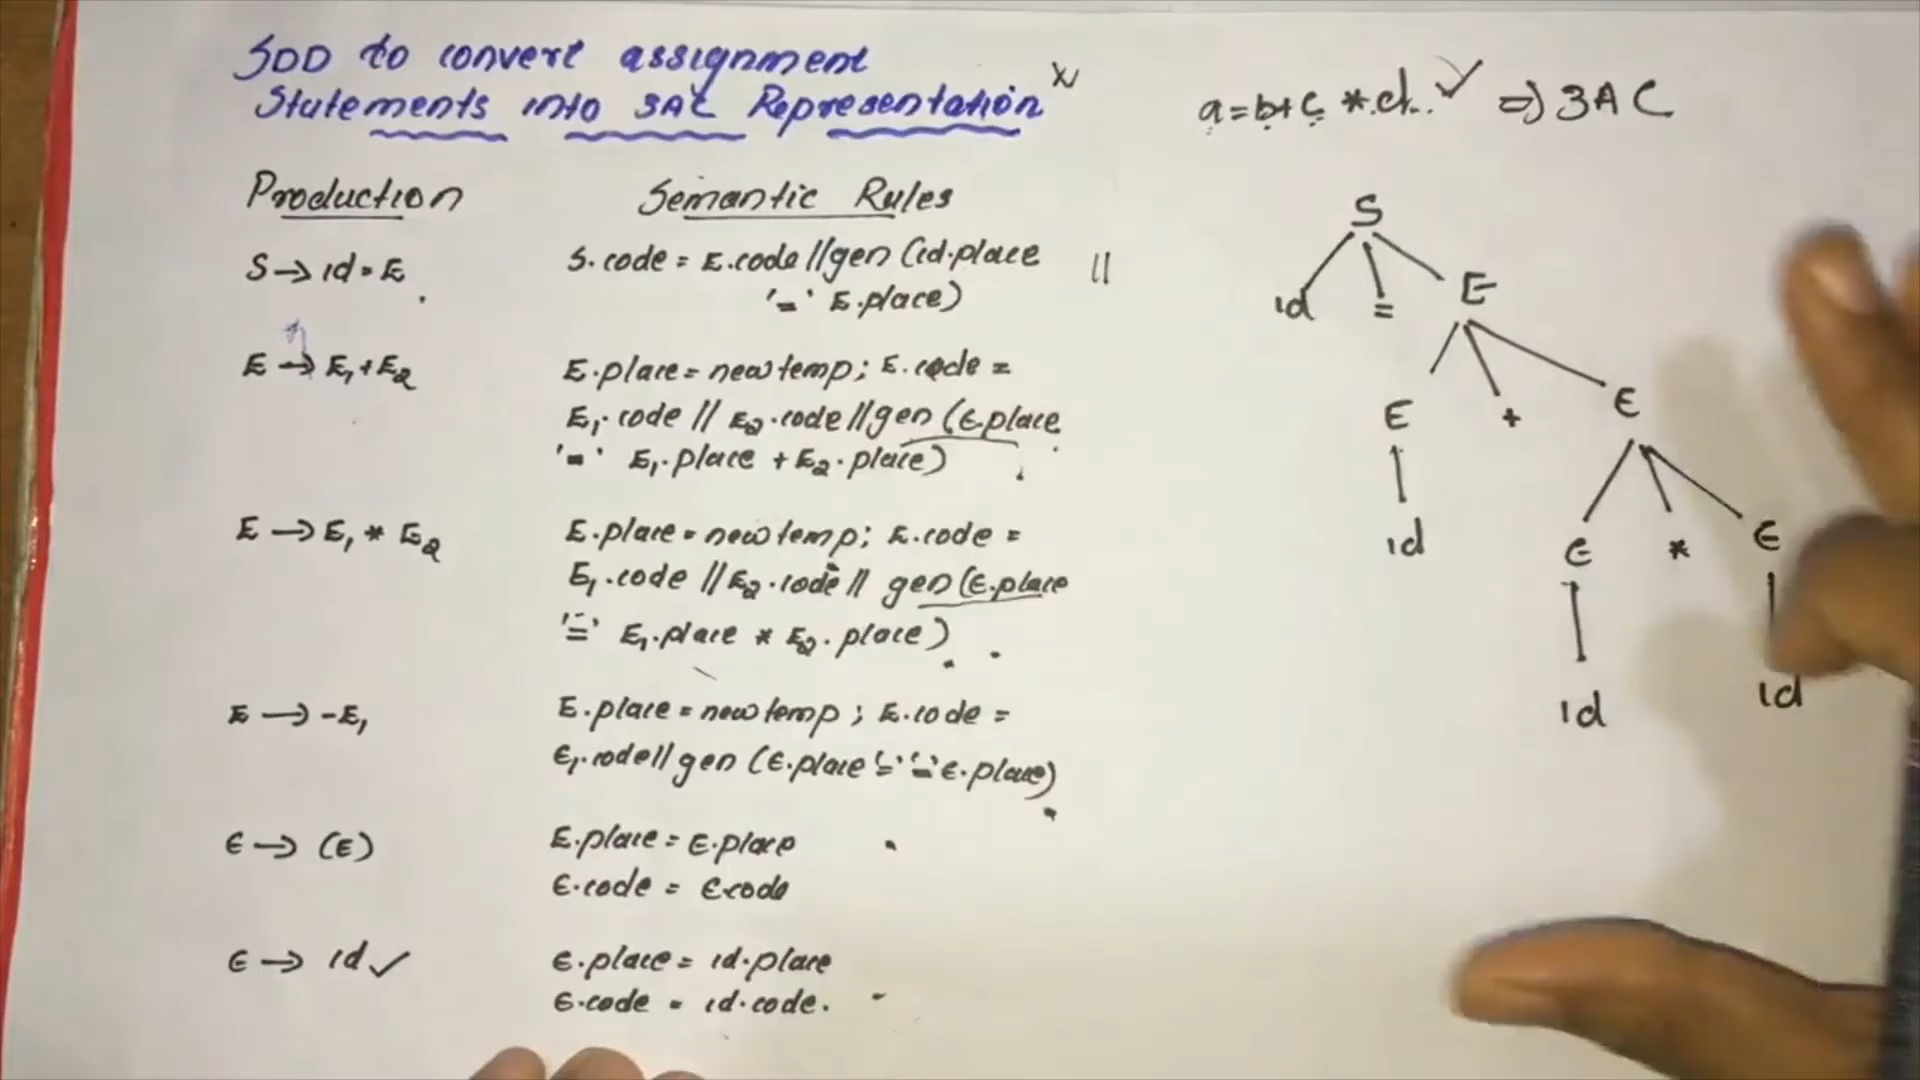 SDD to convert assignment
Statements into 3AC Representation
a=b+c *d ✓ => 3AC
Production Semantic Rules
S → id = E S.code = E.code//gen (id.place
'=' E.place)
E → E1+E2 E.place = newtemp; E.code =
E1.code // E2.code //gen (E.place
'=' E1.place + E2.place)
E → E1 * E2 E.place = newtemp; E.code =
E1.code //E2.code // gen (E.place
'=' E1.place * E2.place)
E → -E1 E.place = newtemp; E.code =
E1.code// gen (E.place '=' '-' E.place)
E → (E) E.place = E.place
E.code = E.code
E → id ✓ E.place = id.place
E.code = id.code.
S
id = E
E + E
id E * E
id id